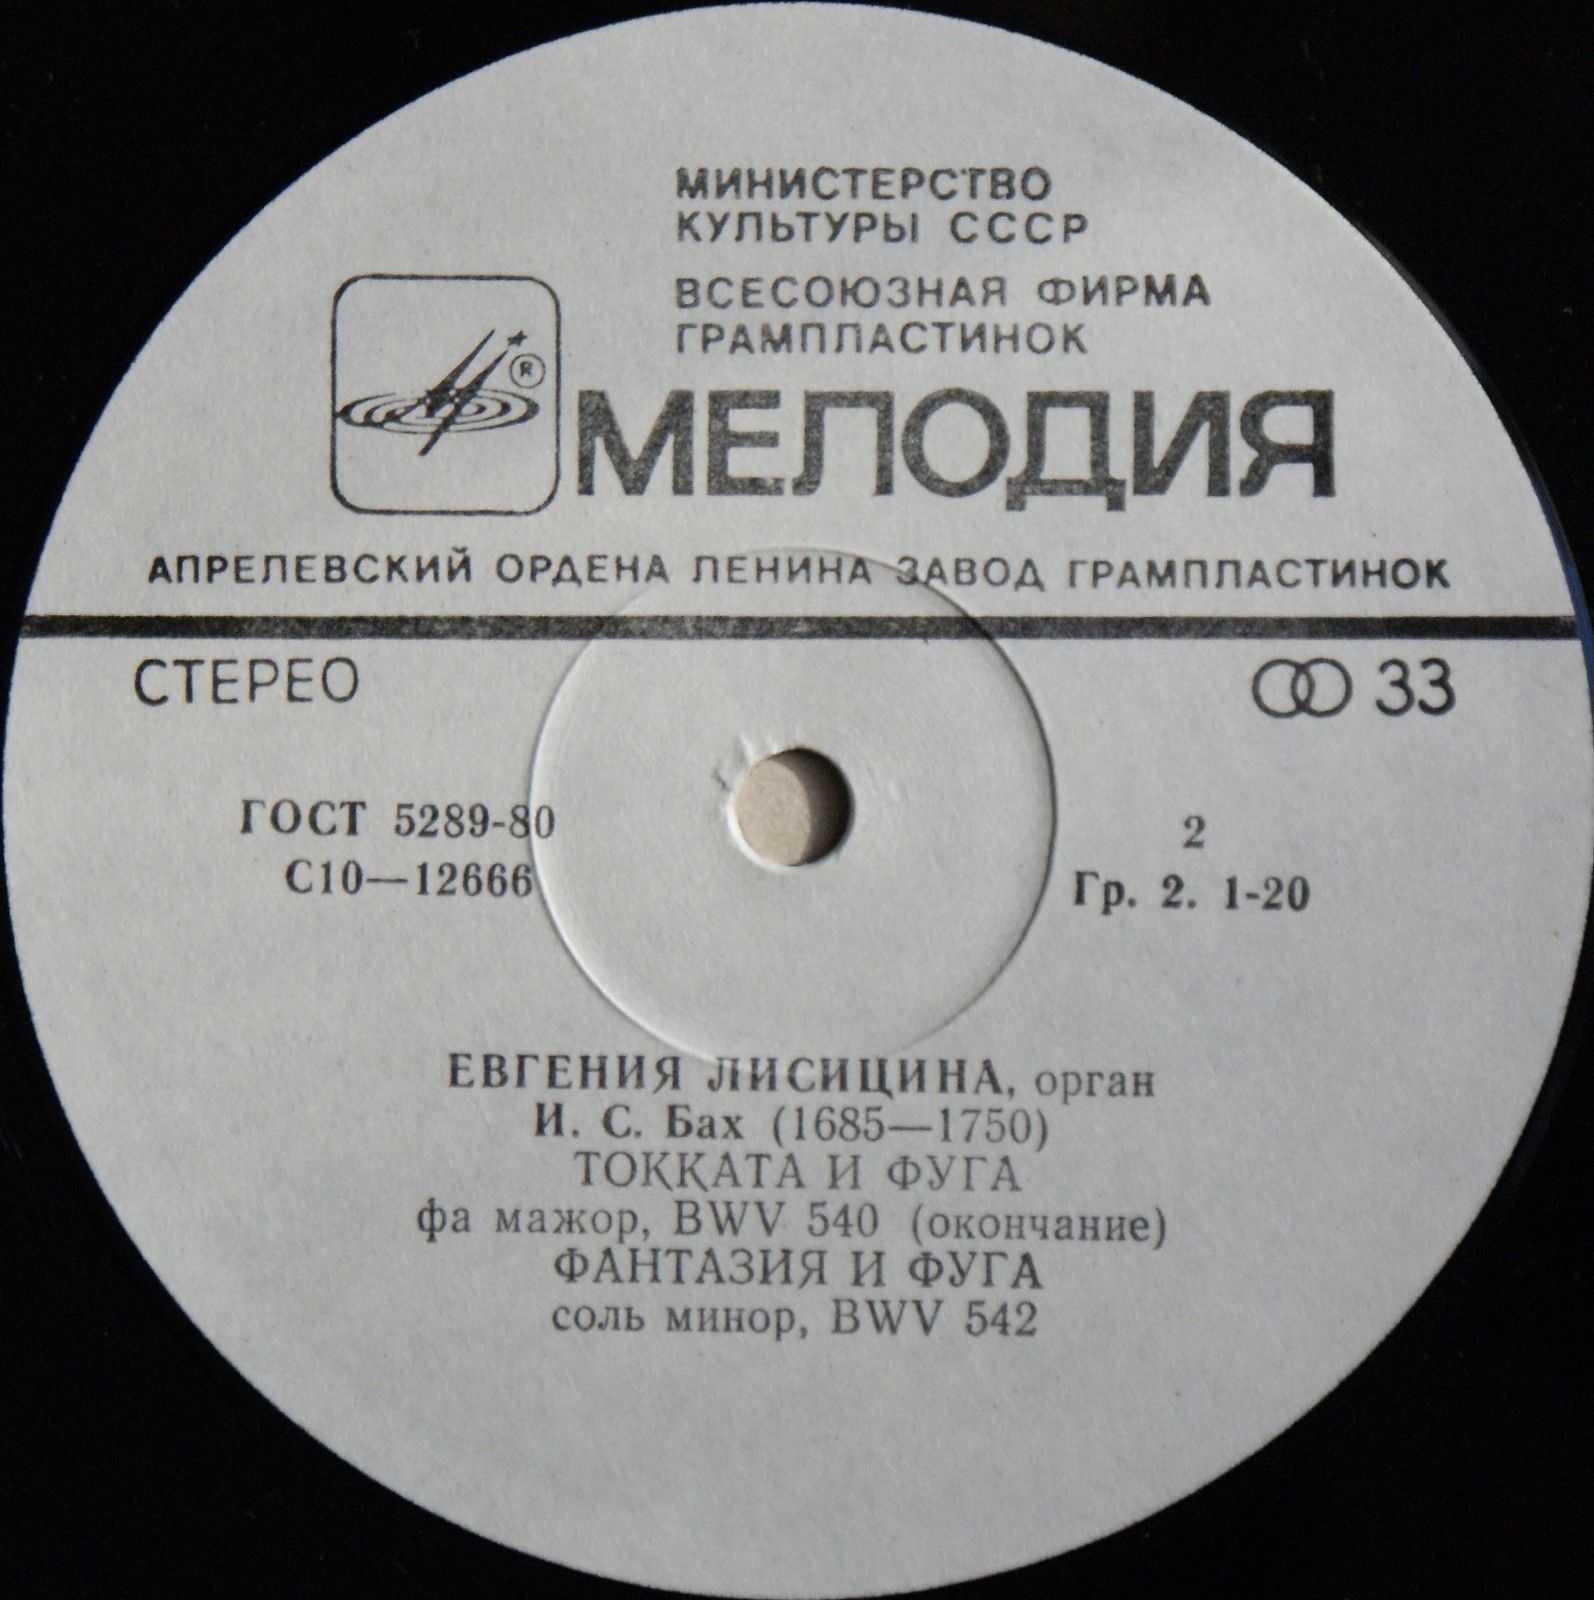 МИНИСТЕРСТВО
КУЛЬТУРЫ СССР
ВСЕСОЮЗНАЯ ФИРМА
ГРАМПЛАСТИНОК
®
МЕЛОДИЯ
АПРЕЛЕВСКИЙ ОРДЕНА ЛЕНИНА ЗАВОД ГРАМПЛАСТИНОК
СТЕРЕО
33
ГОСТ 5289-80
С10—12666
2
Гр. 2. 1-20
ЕВГЕНИЯ ЛИСИЦИНА, орган
И. С. Бах (1685—1750)
ТОККАТА И ФУГА
фа мажор, BWV 540 (окончание)
ФАНТАЗИЯ И ФУГА
соль минор, BWV 542